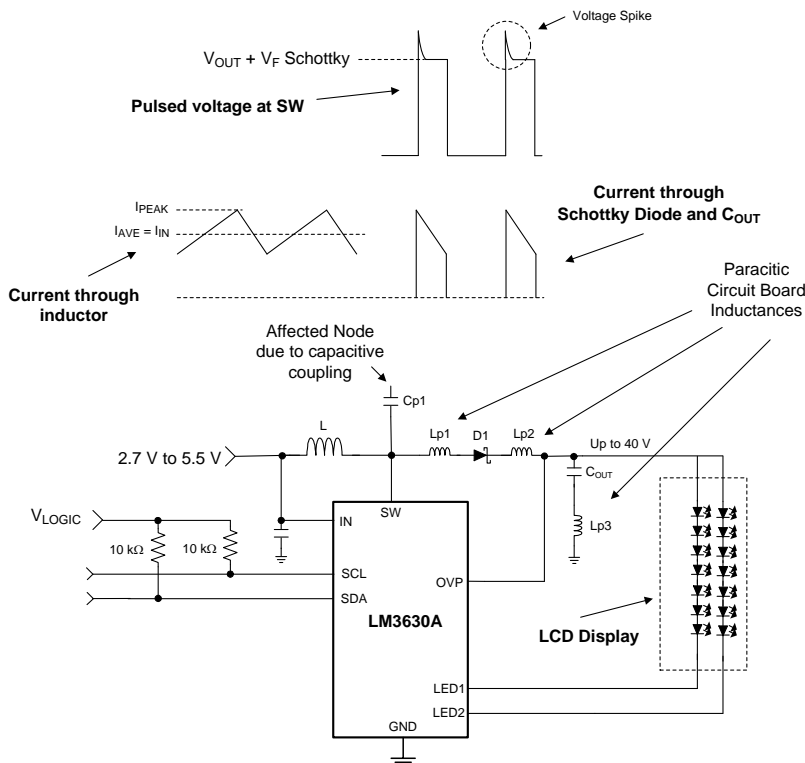 Voltage Spike
VOUT + VF Schottky
Pulsed voltage at SW
Current through
Schottky Diode and COUT
IPEAK
IAVE = IIN
Current through
inductor
Paracitic
Circuit Board
Inductances
Affected Node
due to capacitive
coupling
Cp1
L
Lp1
D1
Lp2
Up to 40 V
2.7 V to 5.5 V
COUT
SW
IN
Lp3
VLOGIC
10 kΩ
10 kΩ
SCL
OVP
SDA
LM3630A
LCD Display
LED1
LED2
GND